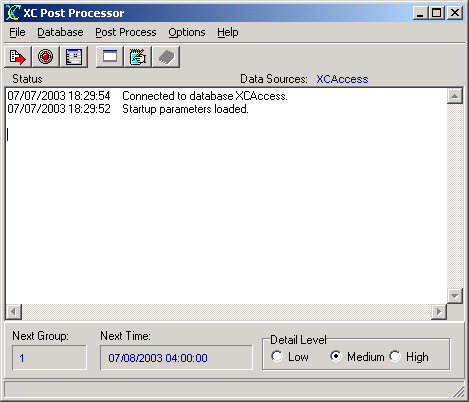 XC Post Processor
File Database Post Process Options Help
Status Data Sources: XCAccess
07/07/2003 18:29:54 Connected to database XCAccess.
07/07/2003 18:29:52 Startup parameters loaded.
Next Group: Next Time: Detail Level
1 07/08/2003 04:00:00 Low Medium High